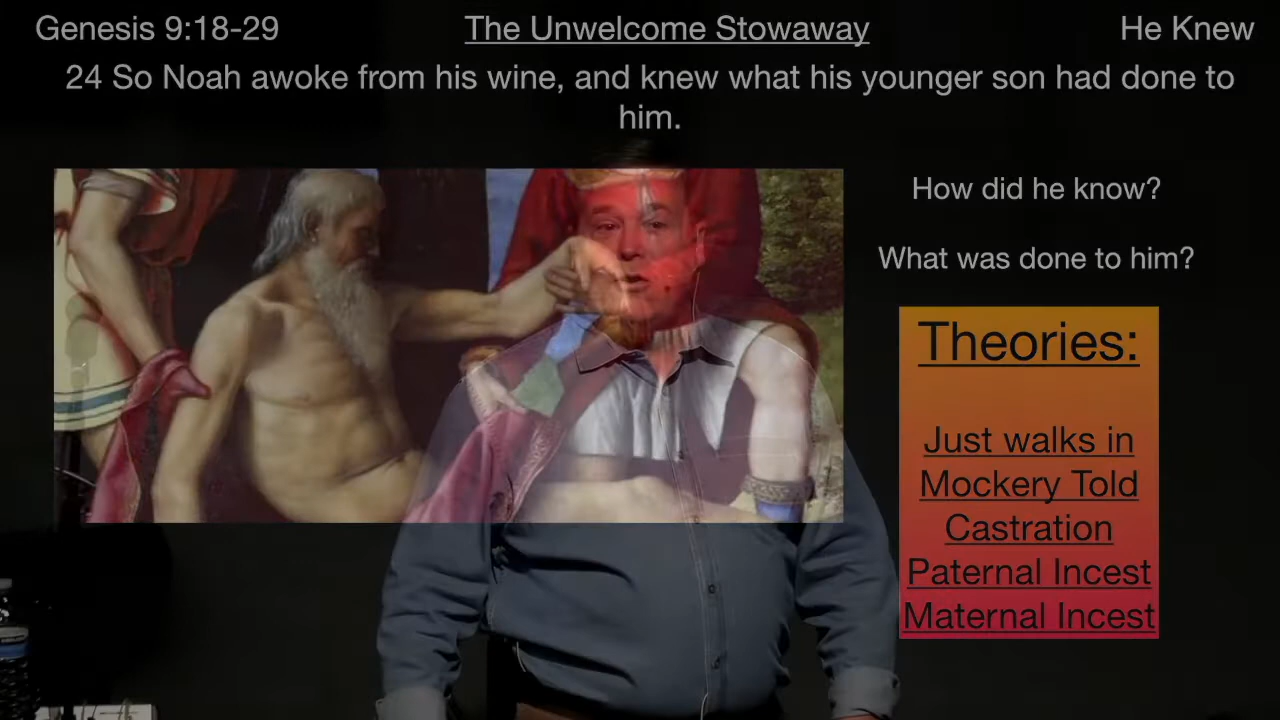 Genesis 9:18-29
The Unwelcome Stowaway
He Knew
24 So Noah awoke from his wine, and knew what his younger son had done to
him.
How did he know?
What was done to him?
Theories:
Just walks in
Mockery Told
Castration
Paternal Incest
Maternal Incest